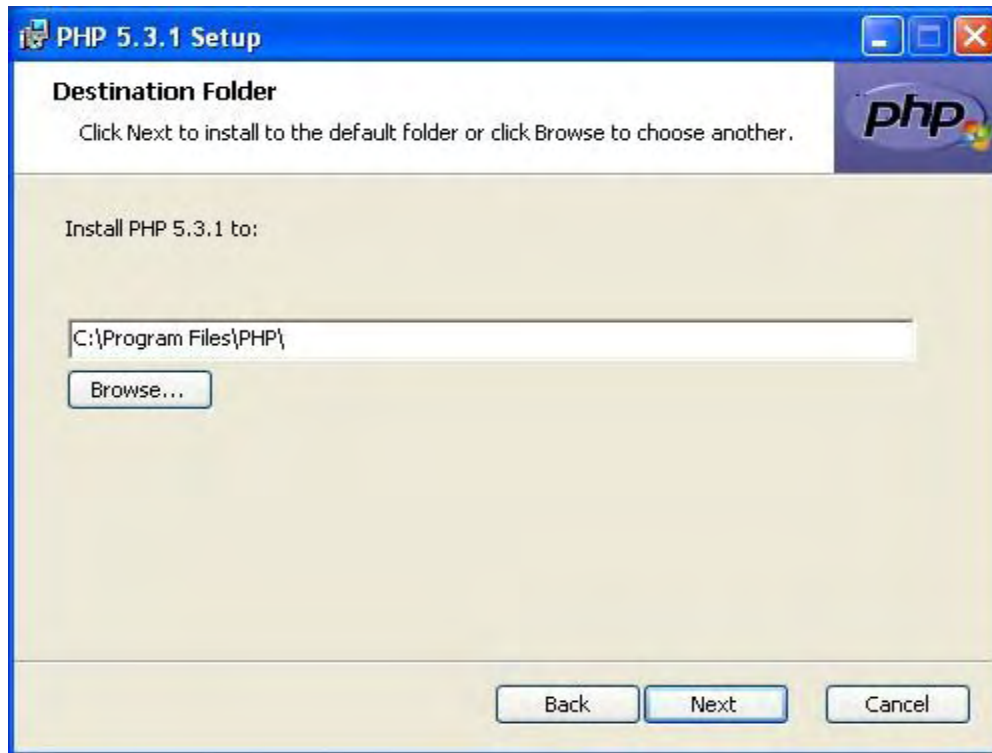 PHP 5.3.1 Setup
Destination Folder
Click Next to install to the default folder or click Browse to choose another.
php
Install PHP 5.3.1 to:
C:\Program Files\PHP\
Browse...
Back
Next
Cancel